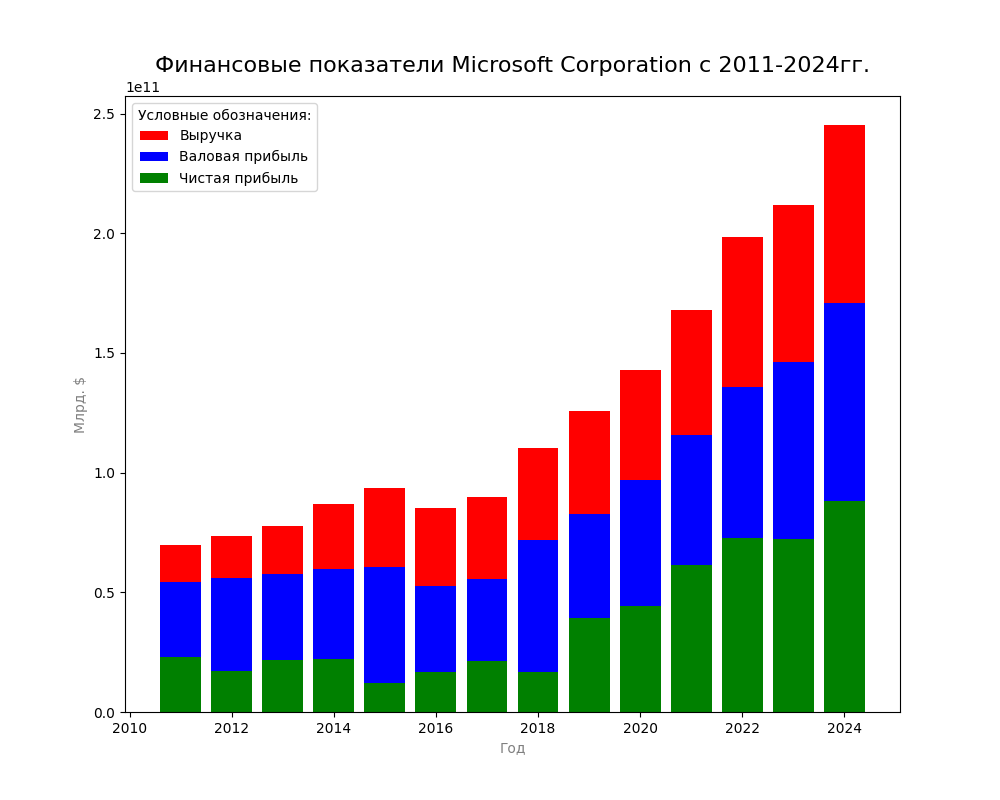 Финансовые показатели Microsoft Corporation с 2011-2024гг.
1e11
Условные обозначения:
Выручка
Валовая прибыль
Чистая прибыль
2.5
2.0
1.5
1.0
0.5
0.0
Млрд. $
2010 2012 2014 2016 2018 2020 2022 2024
Год